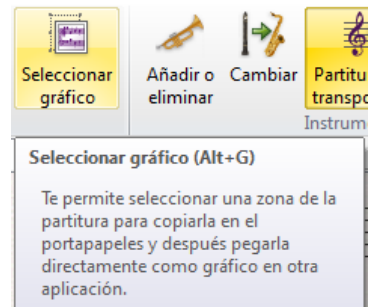 Seleccionar gráfico
Añadir o eliminar
Cambiar
Seleccionar gráfico (Alt+G)
Te permite seleccionar una zona de la
partitura para copiarla en el
portapapeles y después pegarla
directamente como gráfico en otra
aplicación.